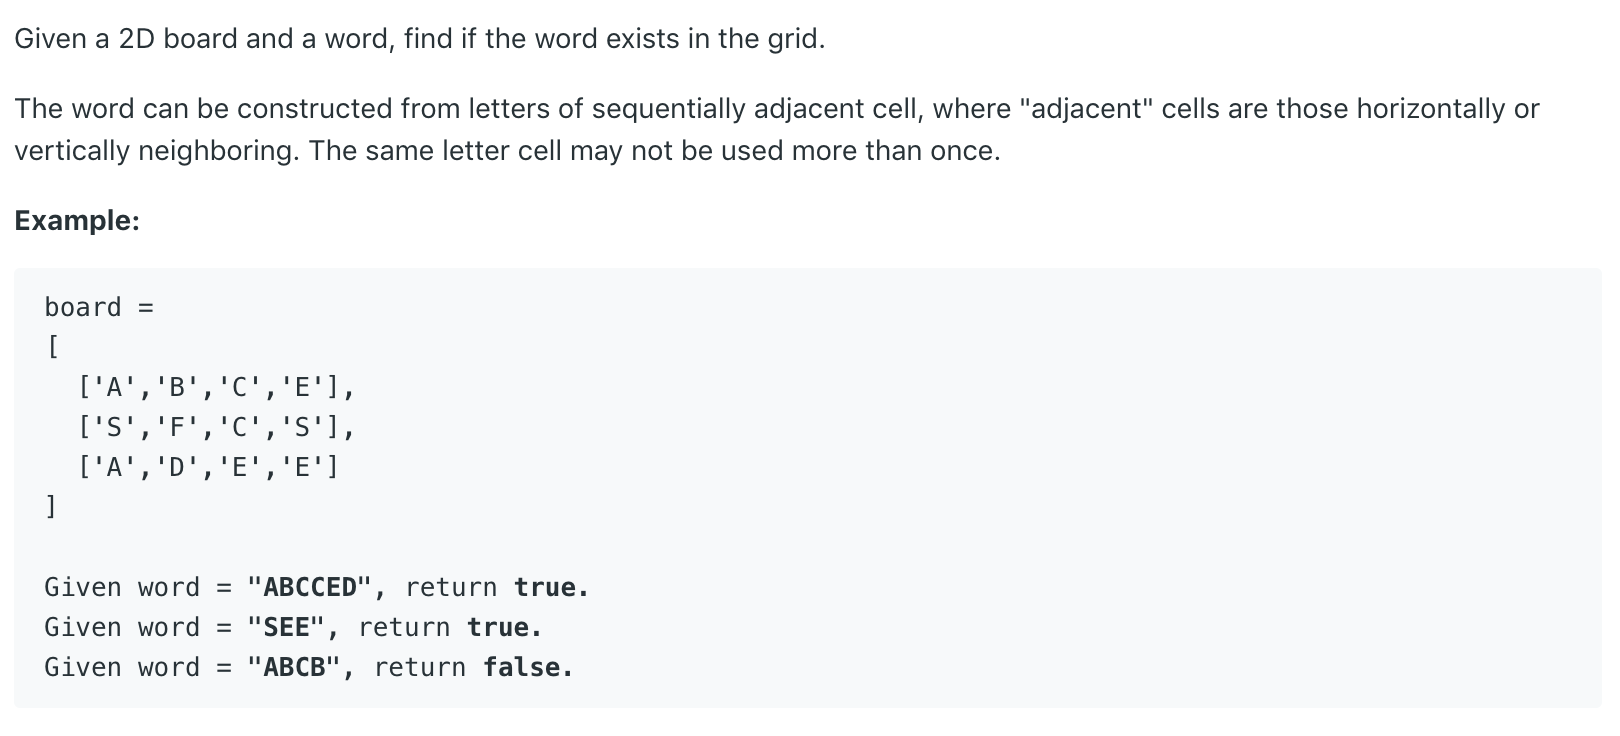 Given a 2D board and a word, find if the word exists in the grid.
The word can be constructed from letters of sequentially adjacent cell, where "adjacent" cells are those horizontally or
vertically neighboring. The same letter cell may not be used more than once.
Example:
board =
[
  ['A','B','C','E'],
  ['S','F','C','S'],
  ['A','D','E','E']
]
Given word = "ABCCED", return true.
Given word = "SEE", return true.
Given word = "ABCB", return false.